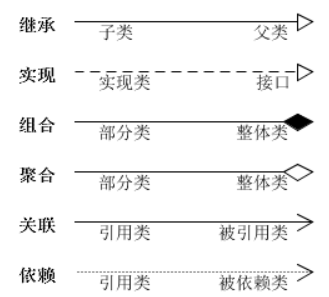 继承 子类 父类
实现 实现类 接口
组合 部分类 整体类
聚合 部分类 整体类
关联 引用类 被引用类
依赖 引用类 被依赖类